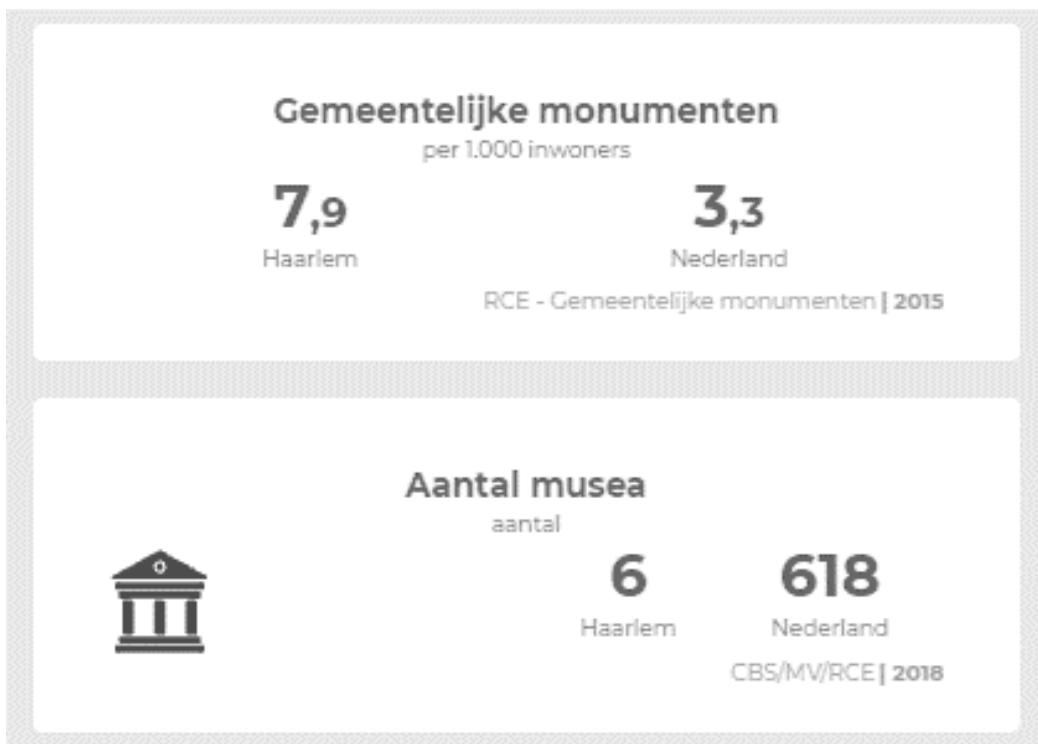 Gemeentelijke monumenten
per 1.000 inwoners
7,9 3,3
Haarlem Nederland
RCE - Gemeentelijke monumenten | 2015
Aantal musea
aantal
6 618
Haarlem Nederland
CBS/MV/RCE | 2018